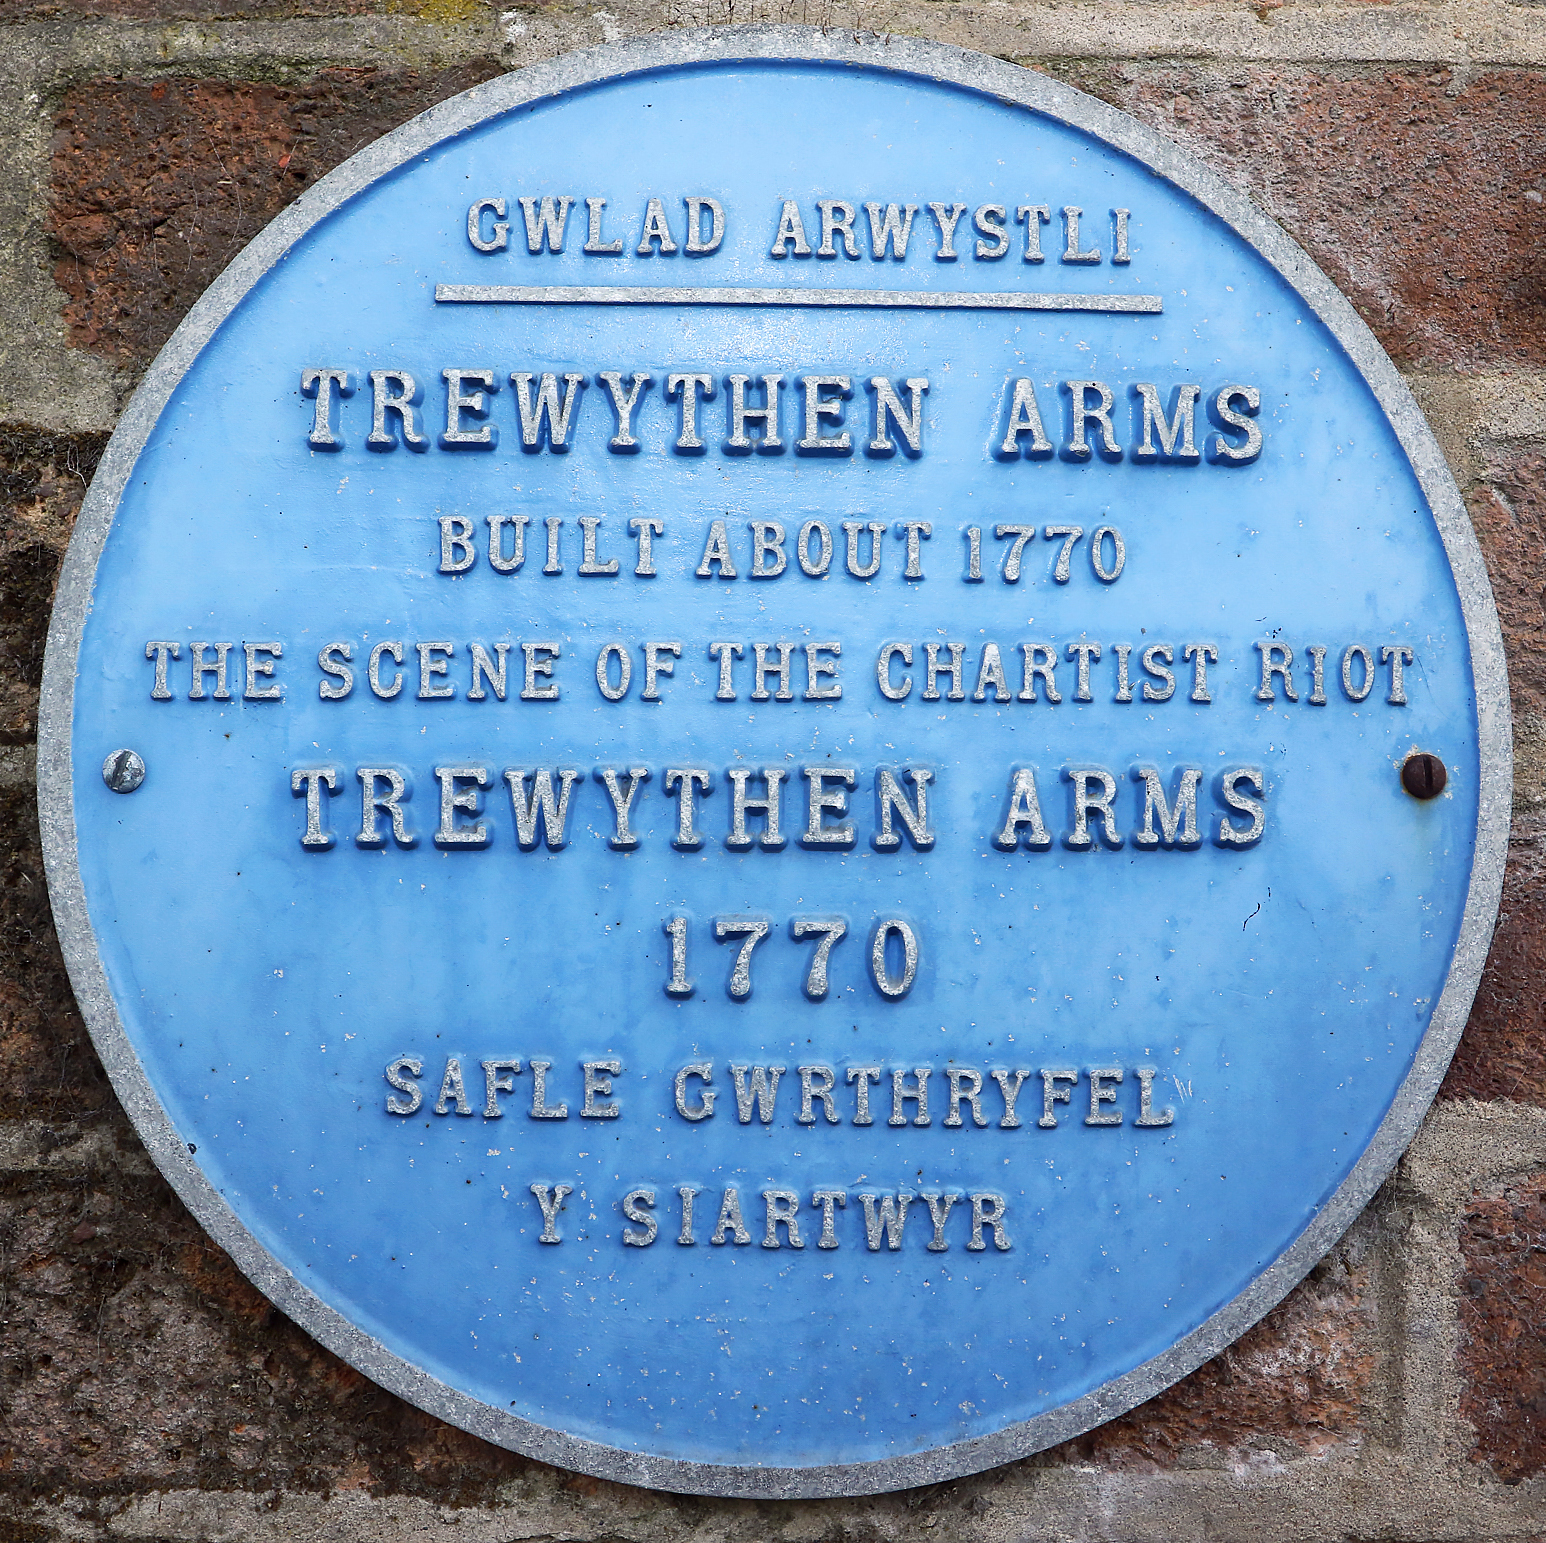 GWLAD ARWYSTLI
TREWYTHEN ARMS
BUILT ABOUT 1770
THE SCENE OF THE CHARTIST RIOT
TREWYTHEN ARMS
1770
SAFLE GWRTHRYFEL
Y SIARTWYR